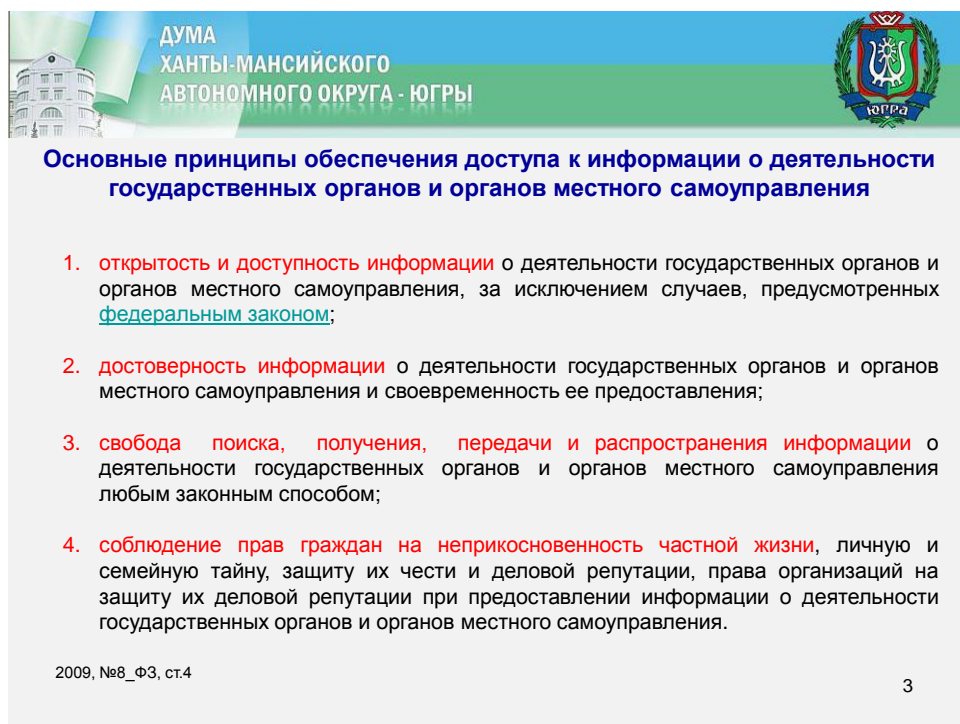 ДУМА
ХАНТЫ-МАНСИЙСКОГО
АВТОНОМНОГО ОКРУГА - ЮГРЫ
ЮГРА
Основные принципы обеспечения доступа к информации о деятельности
государственных органов и органов местного самоуправления
1. открытость и доступность информации о деятельности государственных органов и
органов местного самоуправления, за исключением случаев, предусмотренных
федеральным законом;
2. достоверность информации о деятельности государственных органов и органов
местного самоуправления и своевременность ее предоставления;
3. свобода поиска, получения, передачи и распространения информации о
деятельности государственных органов и органов местного самоуправления
любым законным способом;
4. соблюдение прав граждан на неприкосновенность частной жизни, личную и
семейную тайну, защиту их чести и деловой репутации, права организаций на
защиту их деловой репутации при предоставлении информации о деятельности
государственных органов и органов местного самоуправления.
2009, №8_ФЗ, ст.4
3